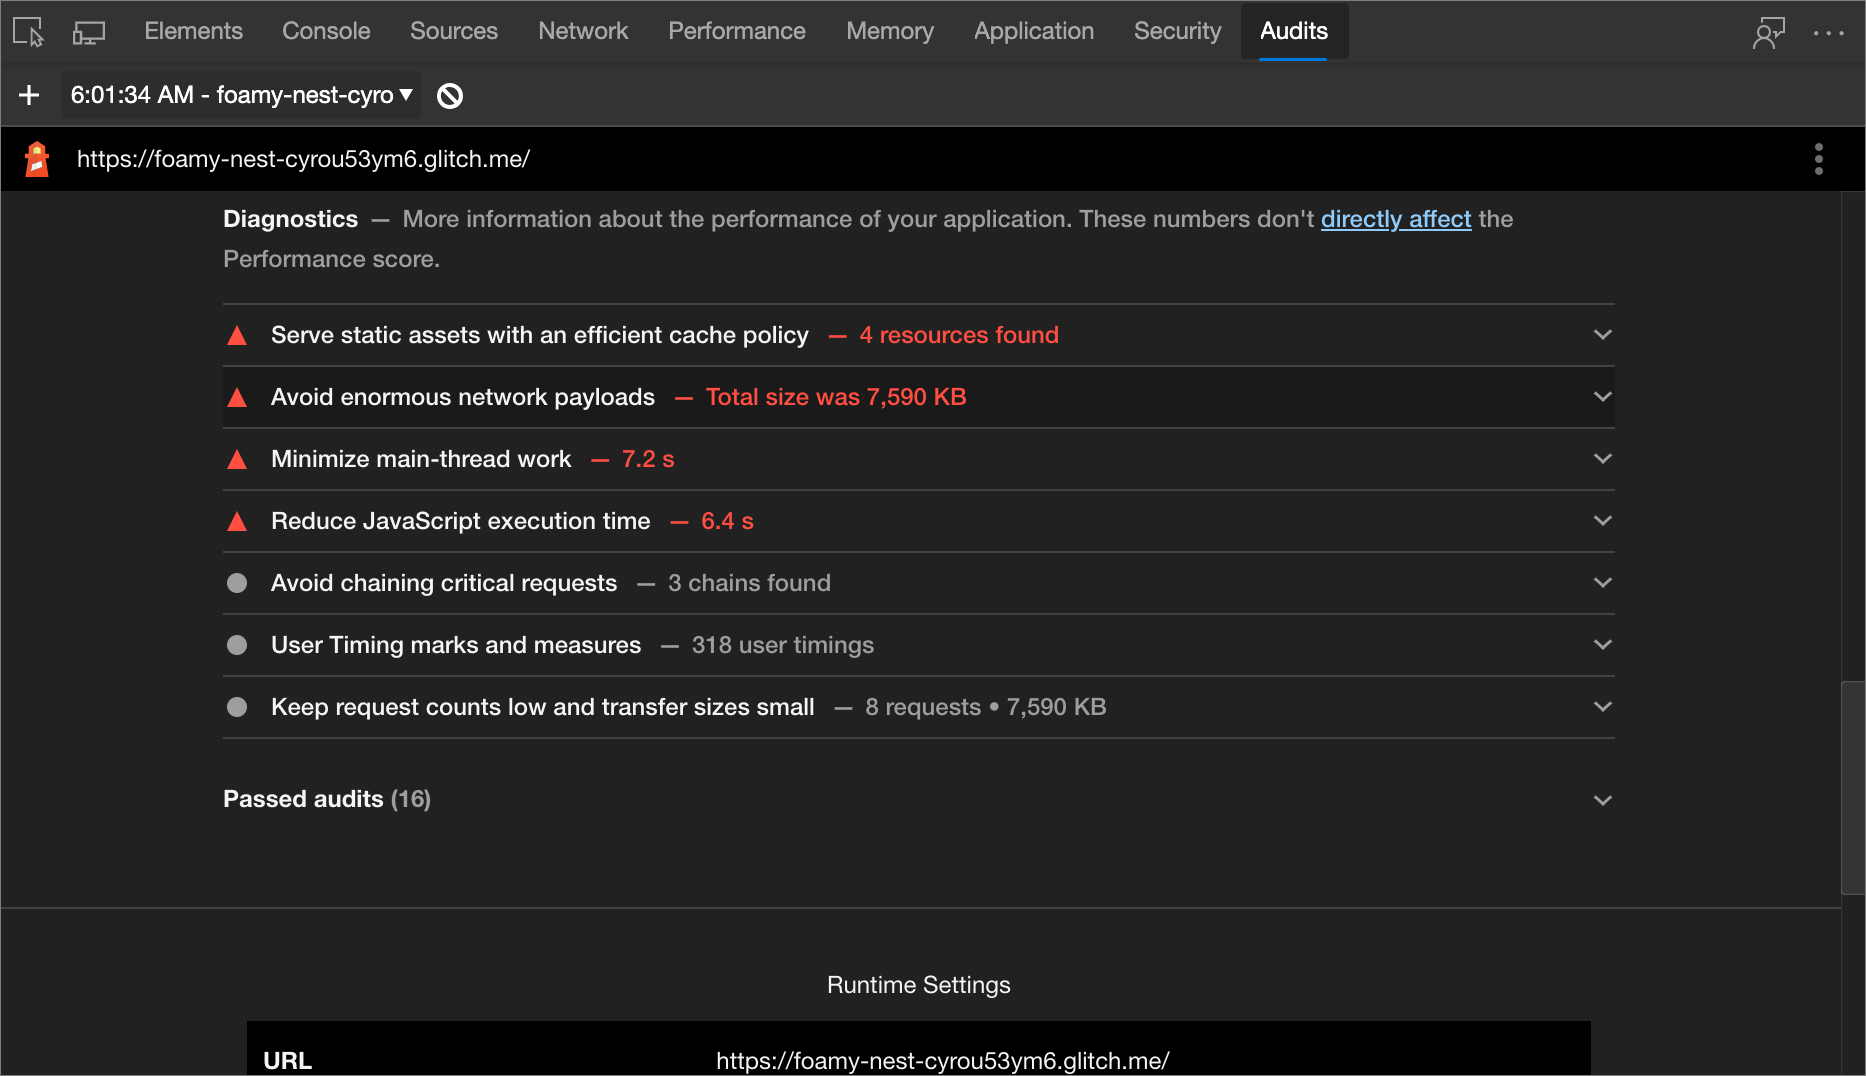 Elements Console Sources Network Performance Memory Application Security Audits
6:01:34 AM - foamy-nest-cyro
https://foamy-nest-cyrou53ym6.glitch.me/
Diagnostics — More information about the performance of your application. These numbers don't directly affect the
Performance score.
Serve static assets with an efficient cache policy — 4 resources found
Avoid enormous network payloads — Total size was 7,590 KB
Minimize main-thread work — 7.2 s
Reduce JavaScript execution time — 6.4 s
Avoid chaining critical requests — 3 chains found
User Timing marks and measures — 318 user timings
Keep request counts low and transfer sizes small — 8 requests • 7,590 KB
Passed audits (16)
Runtime Settings
URL https://foamy-nest-cyrou53ym6.glitch.me/